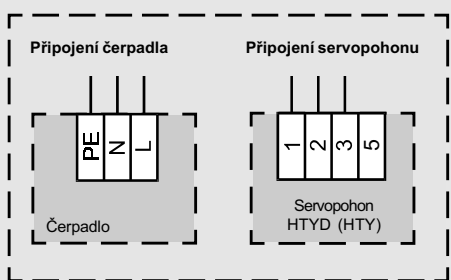 Připojení čerpadla
PE
N
L
Čerpadlo
Připojení servopohonu
1
2
3
5
Servopohon
HTYD (HTY)